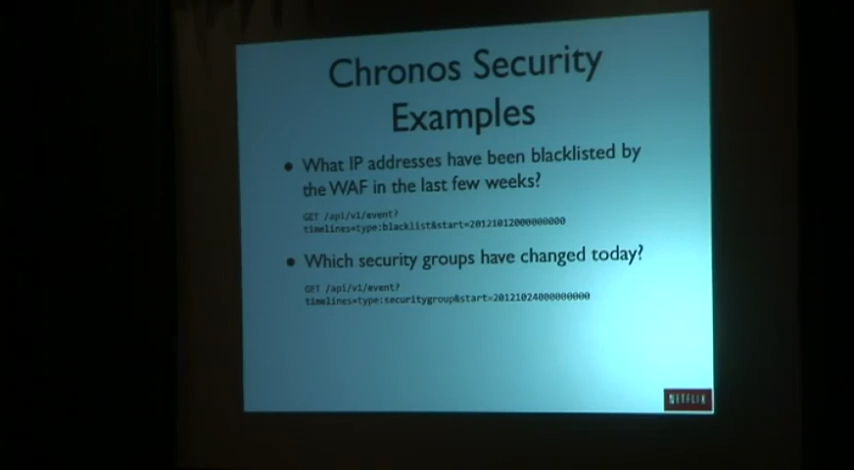 Chronos Security
Examples
• What IP addresses have been blacklisted by
the WAF in the last few weeks?
GET /api/v1/event?
timelines=type:blacklist&start=20121012000000000
• Which security groups have changed today?
GET /api/v1/event?
timelines=type:securitygroup&start=20121024000000000
NETFLIX